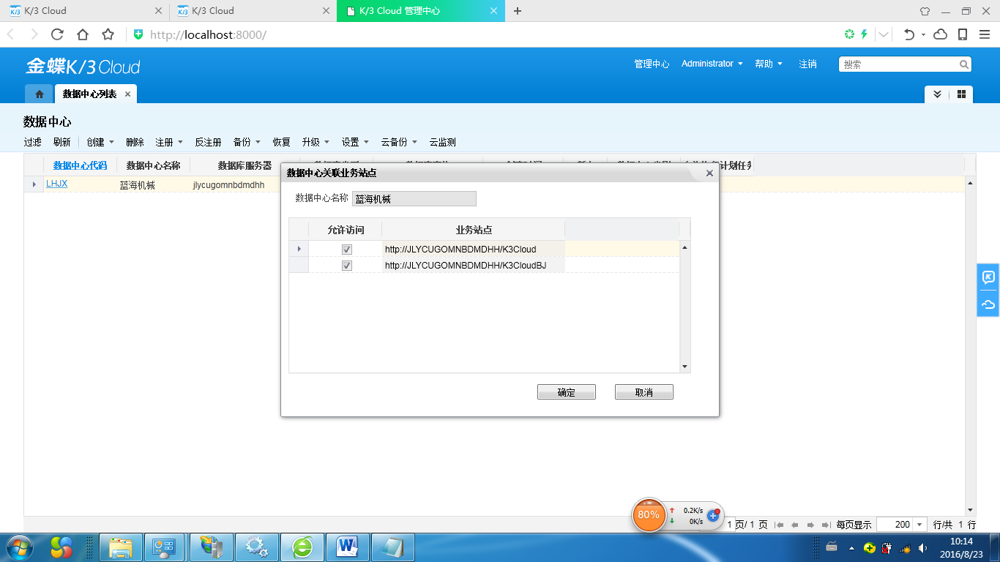 K/3 Cloud
K/3 Cloud
K/3 Cloud 管理中心
http://localhost:8000/
金蝶K/3 Cloud
管理中心 Administrator 帮助 注销 搜索
数据中心列表
数据中心
过滤 刷新 创建 删除 注册 反注册 备份 恢复 升级 设置 云备份 云监测
数据中心代码 数据中心名称 数据库服务器
LHJX 蓝海机械 jlycugomnbdmdhh
数据中心关联业务站点
数据中心名称 蓝海机械
允许访问 业务站点
http://JLYCUGOMNBDMDHH/K3Cloud
http://JLYCUGOMNBDMDHH/K3CloudBJ
确定 取消
80% 0.2K/s
0K/s
1 页/ 1 页 每页显示 200 行/共 1 行
10:14
2016/8/23